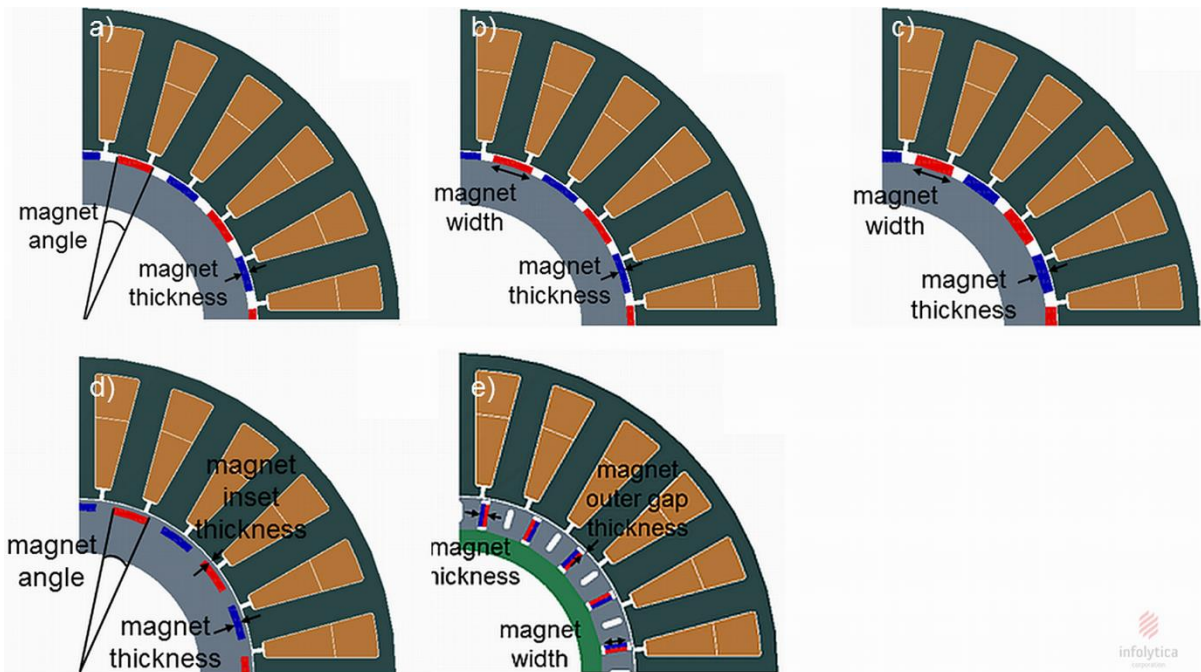 a)
magnet
angle
magnet
thickness
b)
magnet
width
magnet
thickness
c)
magnet
width
magnet
thickness
d)
magnet
inset
thickness
magnet
angle
magnet
thickness
e)
magnet
outer gap
thickness
magnet
hickness
magnet
width
infolytica
corporation